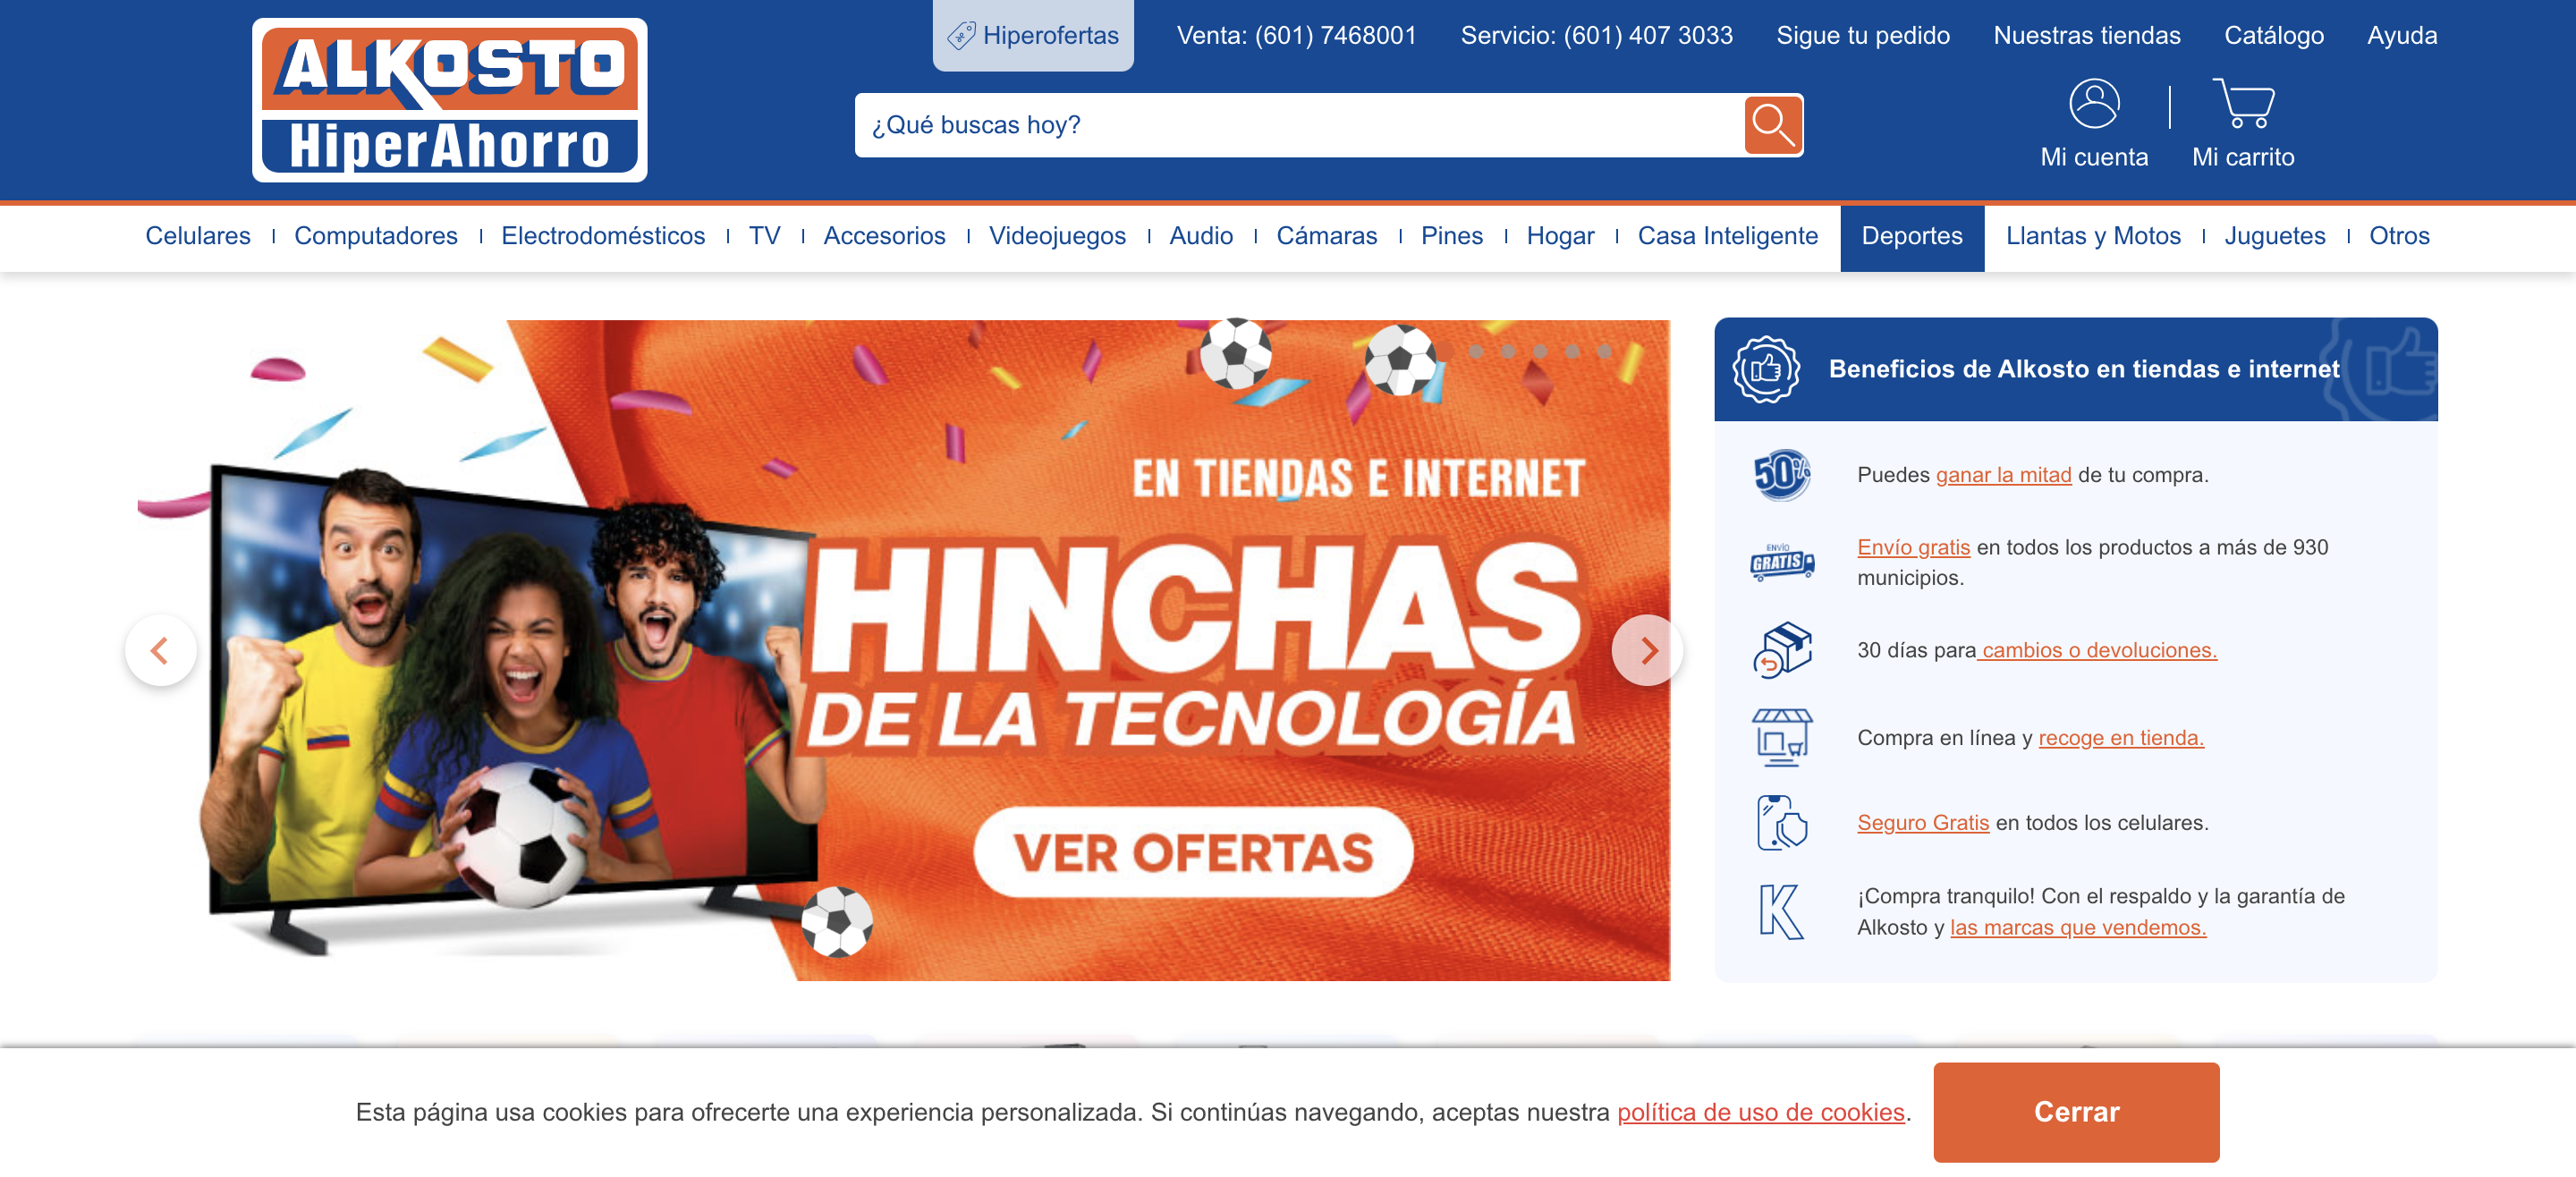 ALKOSTO
HiperAhorro
Hiperofertas
Venta: (601) 7468001
Servicio: (601) 407 3033
Sigue tu pedido
Nuestras tiendas
Catálogo
Ayuda
¿Qué buscas hoy?
Mi cuenta
Mi carrito
Celulares
Computadores
Electrodomésticos
TV
Accesorios
Videojuegos
Audio
Cámaras
Pines
Hogar
Casa Inteligente
Deportes
Llantas y Motos
Juguetes
Otros
EN TIENDAS E INTERNET
HINCHAS
DE LA TECNOLOGÍA
VER OFERTAS
Beneficios de Alkosto en tiendas e internet
50%
Puedes ganar la mitad de tu compra.
ENVÍO
GRATIS
Envío gratis en todos los productos a más de 930
municipios.
30 días para cambios o devoluciones.
Compra en línea y recoge en tienda.
Seguro Gratis en todos los celulares.
K
¡Compra tranquilo! Con el respaldo y la garantía de
Alkosto y las marcas que vendemos.
Esta página usa cookies para ofrecerte una experiencia personalizada. Si continúas navegando, aceptas nuestra política de uso de cookies.
Cerrar